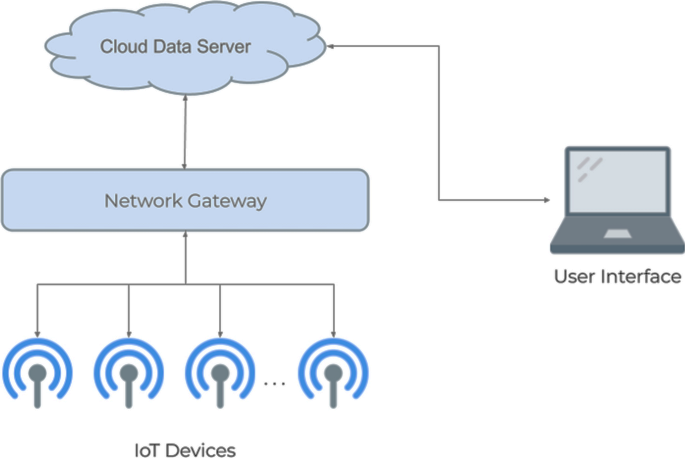 Cloud Data Server
Network Gateway
User Interface
...
IoT Devices